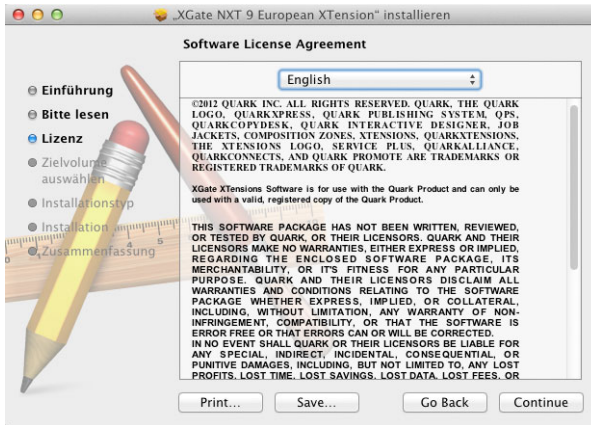 „XGate NXT 9 European XTension“ installieren
Software License Agreement
Einführung
Bitte lesen
Lizenz
Zielvolume
auswählen
Installationstyp
Installation
Zusammenfassung
English
©2012 QUARK INC. ALL RIGHTS RESERVED. QUARK, THE QUARK
LOGO, QUARKXPRESS, QUARK PUBLISHING SYSTEM, QPS,
QUARKCOPYDESK, QUARK INTERACTIVE DESIGNER, JOB
JACKETS, COMPOSITION ZONES, XTENSIONS, QUARKXTENSIONS,
THE XTENSIONS LOGO, SERVICE PLUS, QUARKALLIANCE,
QUARKCONNECTS, AND QUARK PROMOTE ARE TRADEMARKS OR
REGISTERED TRADEMARKS OF QUARK.
XGate XTensions Software is for use with the Quark Product and can only be
used with a valid, registered copy of the Quark Product.
THIS SOFTWARE PACKAGE HAS NOT BEEN WRITTEN, REVIEWED,
OR TESTED BY QUARK, OR THEIR LICENSORS. QUARK AND THEIR
LICENSORS MAKE NO WARRANTIES, EITHER EXPRESS OR IMPLIED,
REGARDING THE ENCLOSED SOFTWARE PACKAGE, ITS
MERCHANTABILITY, OR IT'S FITNESS FOR ANY PARTICULAR
PURPOSE. QUARK AND THEIR LICENSORS DISCLAIM ALL
WARRANTIES AND CONDITIONS RELATING TO THE SOFTWARE
PACKAGE WHETHER EXPRESS, IMPLIED, OR COLLATERAL,
INCLUDING, WITHOUT LIMITATION, ANY WARRANTY OF NON-
INFRINGEMENT, COMPATIBILITY, OR THAT THE SOFTWARE IS
ERROR FREE OR THAT ERRORS CAN OR WILL BE CORRECTED.
IN NO EVENT SHALL QUARK OR THEIR LICENSORS BE LIABLE FOR
ANY SPECIAL, INDIRECT, INCIDENTAL, CONSEQUENTIAL, OR
PUNITIVE DAMAGES, INCLUDING, BUT NOT LIMITED TO, ANY LOST
PROFITS, LOST TIME, LOST SAVINGS, LOST DATA, LOST FEES, OR
Print...
Save...
Go Back
Continue